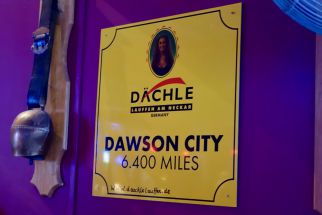 DÄCHLE
LAUFFEN AM NECKAR
GERMANY
DAWSON CITY
6.400 MILES